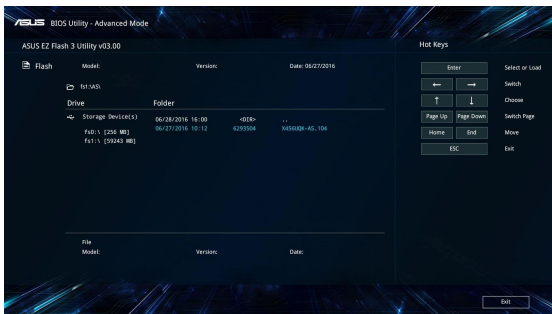 ASUS BIOS Utility - Advanced Mode
ASUS EZ Flash 3 Utility v03.00
Flash
Model: Version: Date: 06/27/2016
fs1:\AS\
Drive Folder
Storage Device(s)
fs0:\ [256 MB]
fs1:\ [59243 MB]
06/28/2016 16:00 <DIR> ..
06/27/2016 10:12 6293504 X456UQK-AS.104
File
Model: Version: Date:
Hot Keys
Enter Select or Load
← → Switch
↑ ↓ Choose
Page Up Page Down Switch Page
Home End Move
ESC Exit
Exit